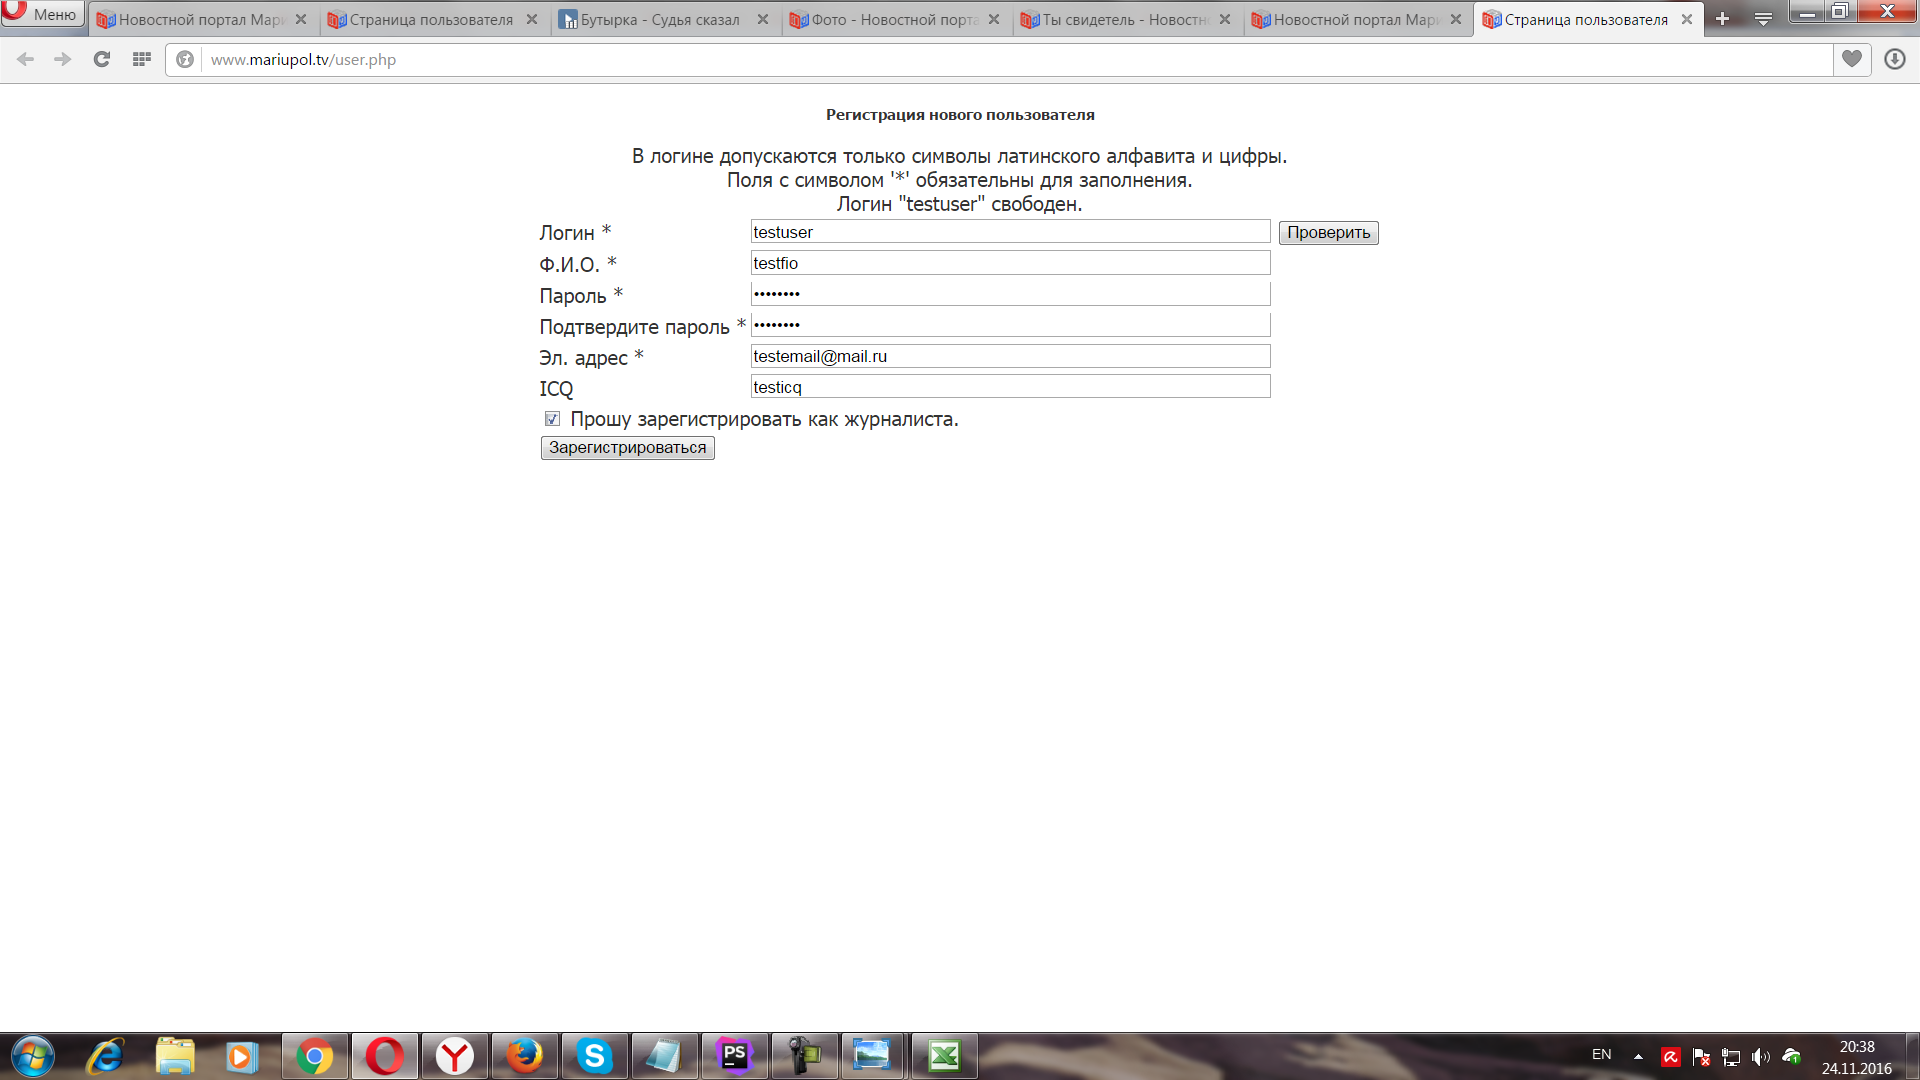 Меню
Новостной портал Мари
Страница пользователя
Бутырка - Судья сказал
Фото - Новостной порта
Ты свидетель - Новостн
Новостной портал Мари
Страница пользователя
www.mariupol.tv/user.php
Регистрация нового пользователя
В логине допускаются только символы латинского алфавита и цифры.
Поля с символом '*' обязательны для заполнения.
Логин "testuser" свободен.
Логин * testuser Проверить
Ф.И.О. * testfio
Пароль * ••••••••
Подтвердите пароль * ••••••••
Эл. адрес * testemail@mail.ru
ICQ testicq
Прошу зарегистрировать как журналиста.
Зарегистрироваться
PS
EN
20:38
24.11.2016